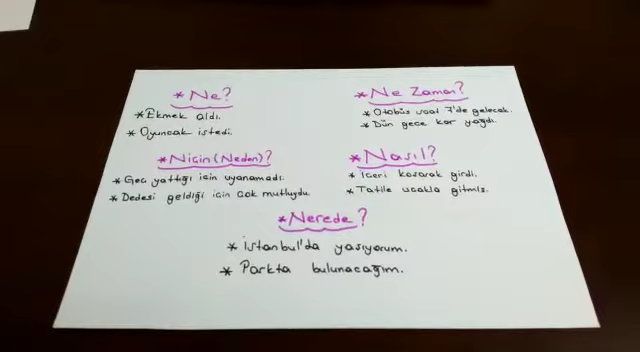 * Ne?
* Ekmek aldı.
* Oyuncak istedi.
* Niçin (Neden)?
* Geç yattığı için uyanamadı.
* Dedesi geldiği için çok mutluydu.
* Ne Zaman?
* Otobüs saat 7'de gelecek.
* Dün gece kar yağdı.
* Nasıl?
* İçeri koşarak girdi.
* Tatile uçakla gitmiş.
* Nerede?
* İstanbul'da yaşıyorum.
* Parkta bulunacağım.